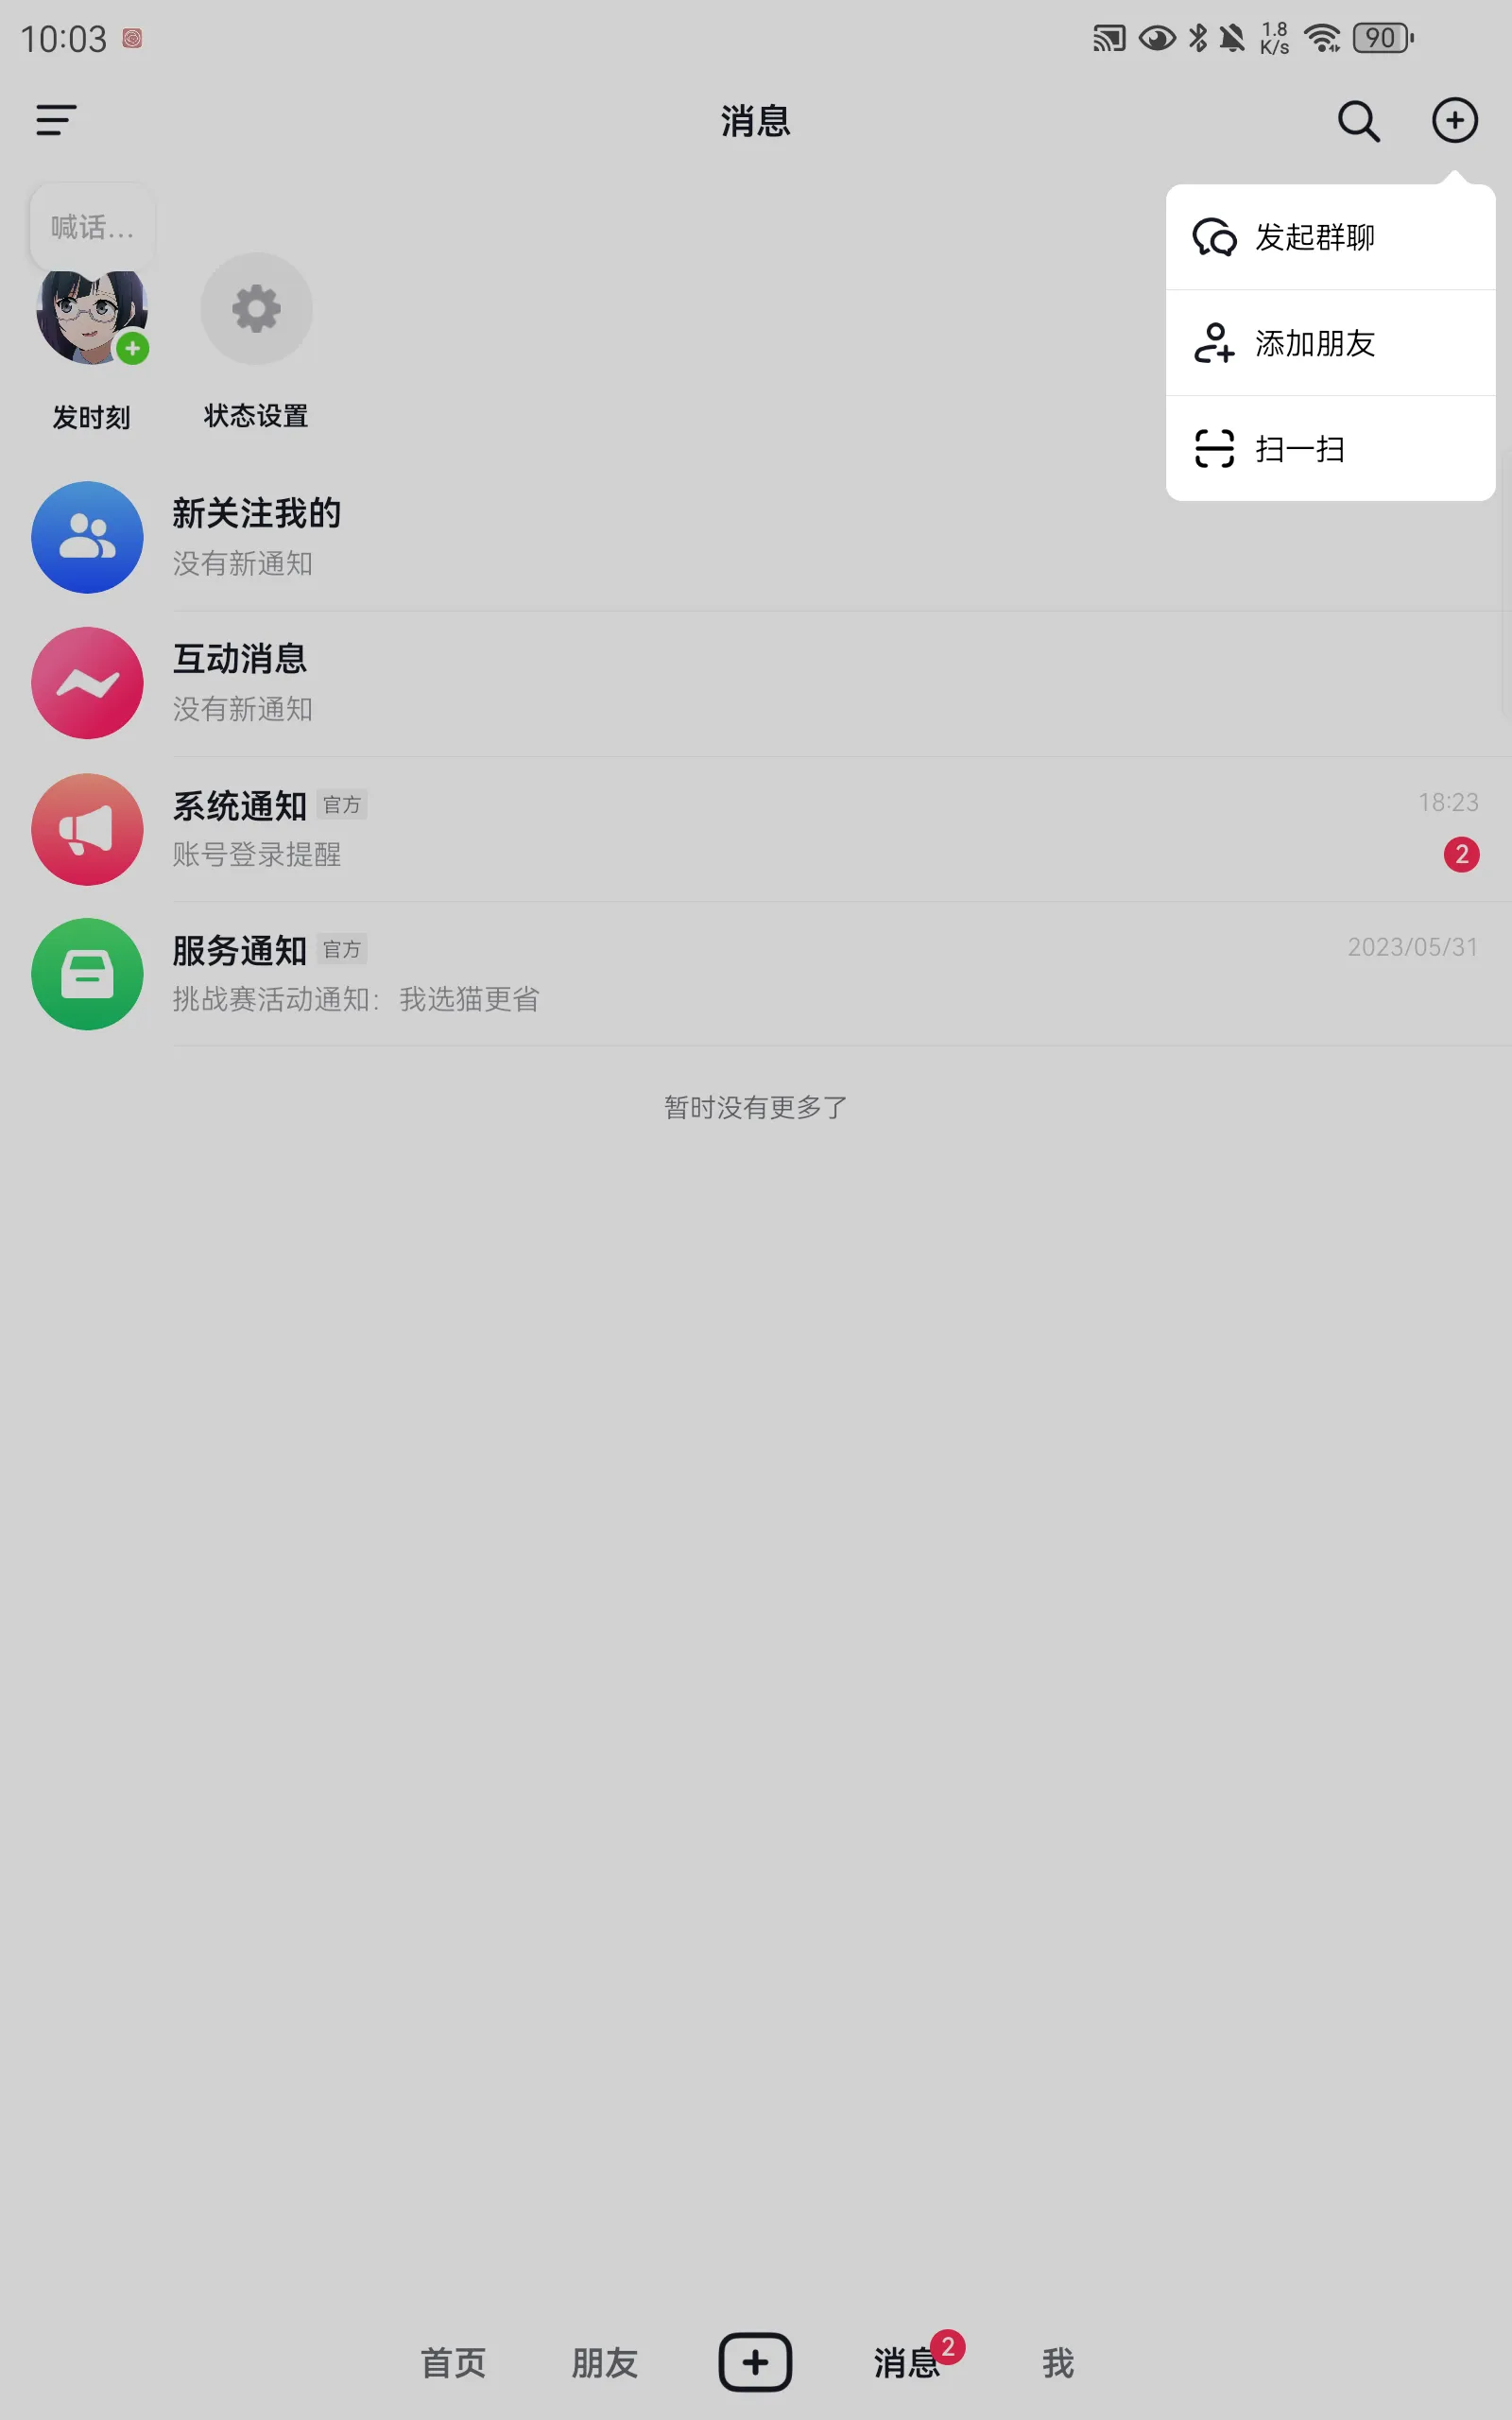 10:03
1.8
K/s
90
消息
喊话...
发起群聊
添加朋友
扫一扫
发时刻
状态设置
新关注我的
没有新通知
互动消息
没有新通知
系统通知 官方
18:23
账号登录提醒
2
服务通知 官方
2023/05/31
挑战赛活动通知：我选猫更省
暂时没有更多了
首页
朋友
消息
2
我